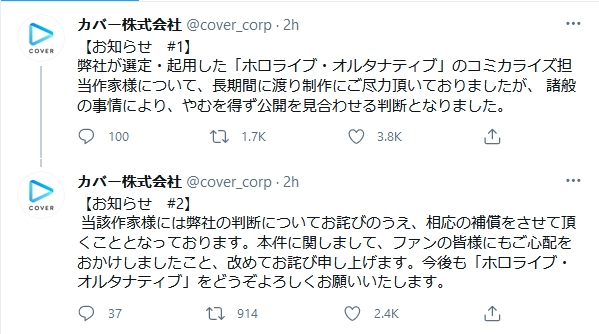 カバー株式会社 @cover_corp · 2h
COVER
【お知らせ　#1】
弊社が選定・起用した「ホロライブ・オルタナティブ」のコミカライズ担
当作家様について、長期間に渡り制作にご尽力頂いておりましたが、 諸般
の事情により、やむを得ず公開を見合わせる判断となりました。
100 1.7K 3.8K
カバー株式会社 @cover_corp · 2h
COVER
【お知らせ　#2】
当該作家様には弊社の判断についてお詫びのうえ、相応の補償をさせて頂
くこととなっております。本件に関しまして、ファンの皆様にもご心配を
おかけしましたこと、改めてお詫び申し上げます。今後も「ホロライブ・
オルタナティブ」をどうぞよろしくお願いいたします。
37 914 2.4K